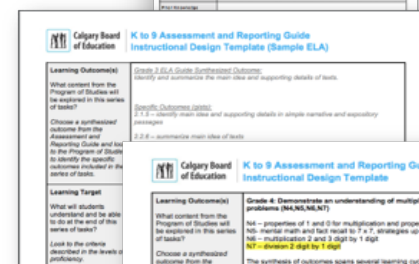 Prior Knowledge
Calgary Board
of Education
K to 9 Assessment and Reporting Guide
Instructional Design Template (Sample ELA)
Learning Outcome(s)
What content from the
Program of Studies will
be explored in this series
of tasks?
Choose a synthesized
outcome from the
Assessment and
Reporting Guide and
to the Program of Studies
to identify the specific
outcomes included in the
series of tasks.
Grade 3 ELA Guide Synthesized Outcome:
Identify and summarize the main idea and supporting details of texts.
Specific Outcomes (gists):
2.1.5 – identify main idea and supporting details in simple narrative and expository
passages
2.2.6 – summarize main idea of texts
Learning Target
What will students
understand and be able
to do at the end of this
series of tasks?
Look to the criteria
described in the levels of
proficiency.
Calgary Board
of Education
K to 9 Assessment and Reporting Gu
Instructional Design Template
Learning Outcome(s)
What content from the
Program of Studies will
be explored in this series
of tasks?
Choose a synthesized
outcome from the
Grade 4: Demonstrate an understanding of multipl
problems (N4,N5,N6,N7)
N4 – properties of 1 and 0 for multiplication and prope
N5- mental math and fact recall to 7 x 7, strategies up
N6 – multiplication 2 and 3 digit by 1 digit
N7 – division 2 digit by 1 digit
The synthesis of outcomes spans several learning out